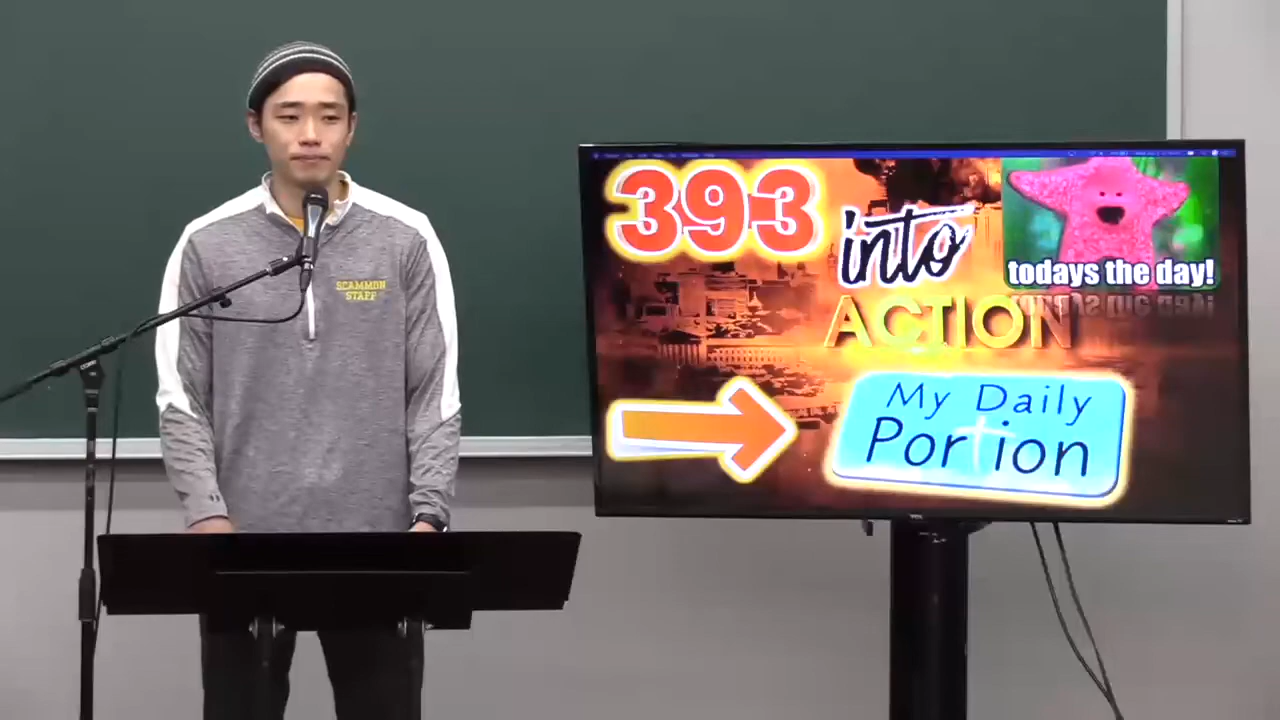 SCAMMON
STAFF
393
into
ACTION
todays the day!
My Daily
Portion